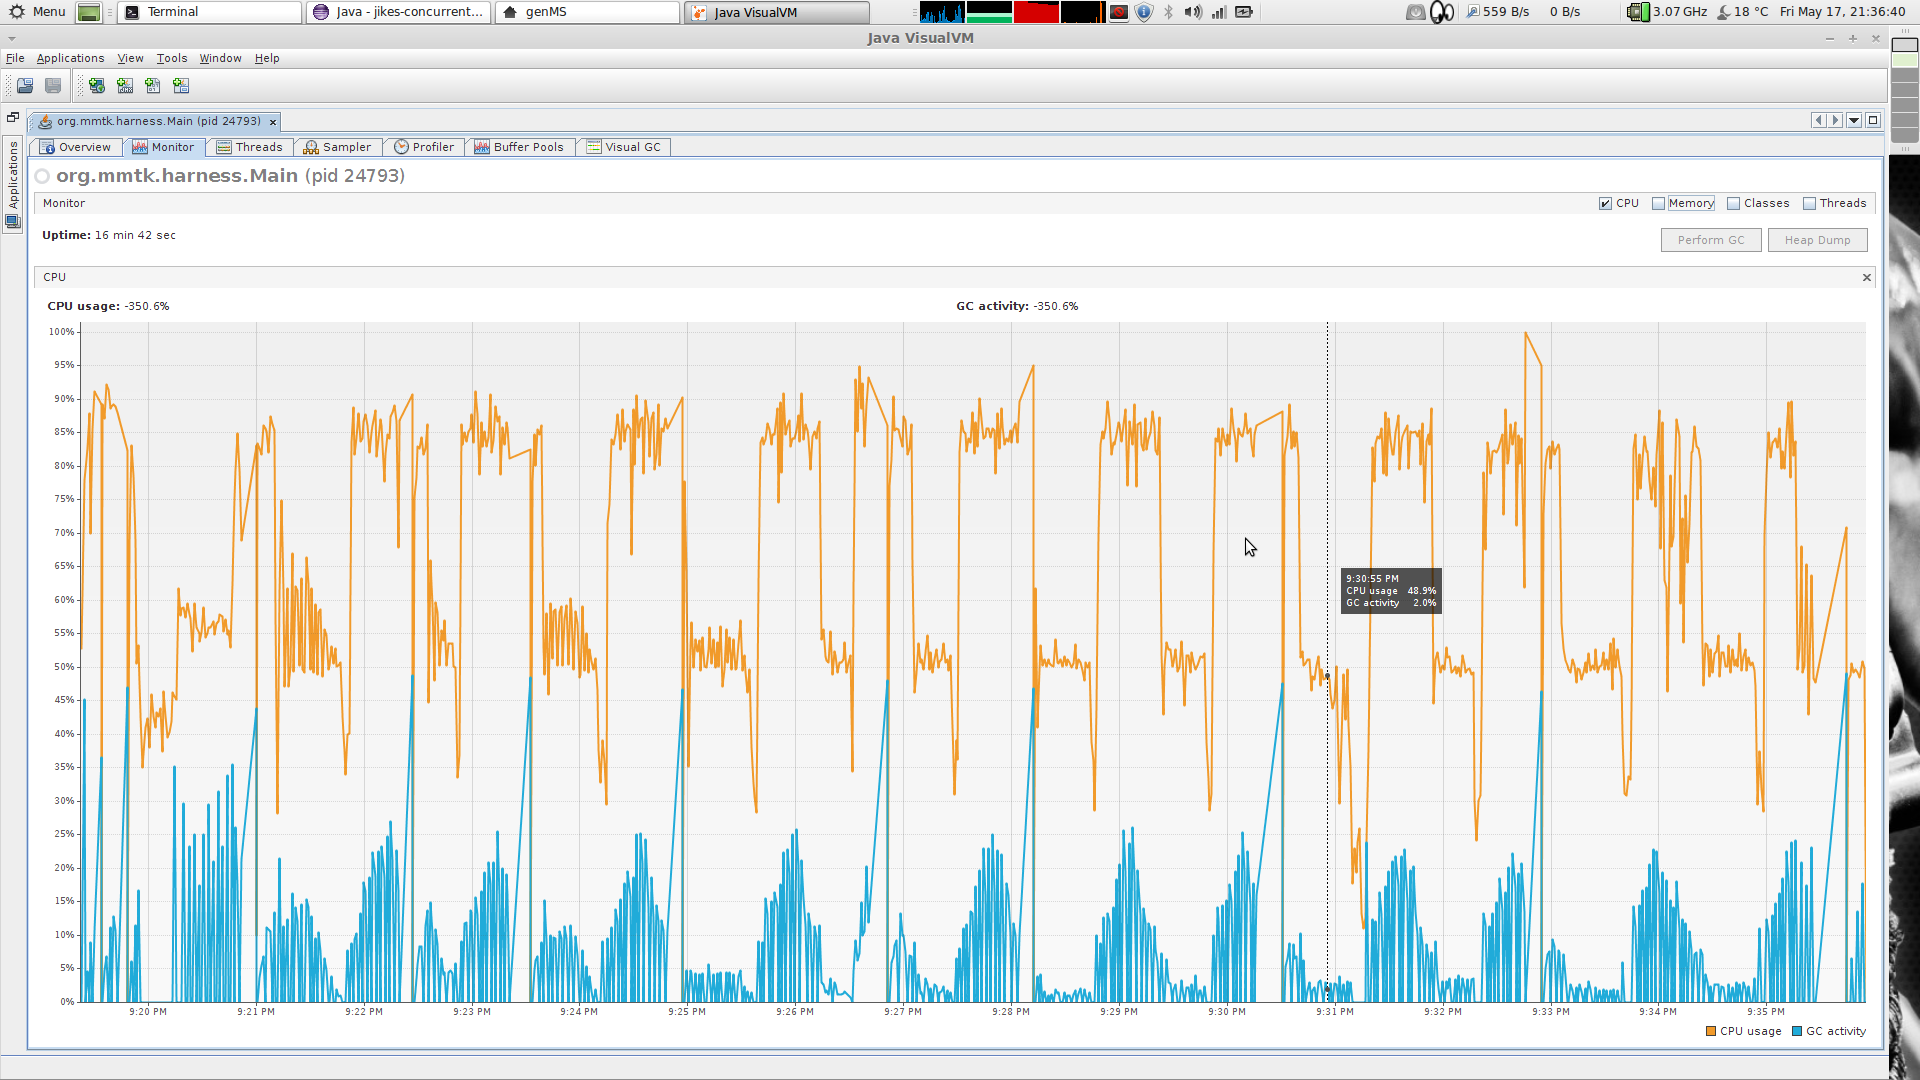 Menu Terminal Java - jikes-concurrent... genMS Java VisualVM 559 B/s 0 B/s 3.07 GHz 18 °C Fri May 17, 21:36:40
Java VisualVM
File Applications View Tools Window Help
org.mmtk.harness.Main (pid 24793)
Applications
Overview Monitor Threads Sampler Profiler Buffer Pools Visual GC
org.mmtk.harness.Main (pid 24793)
Monitor CPU Memory Classes Threads
Uptime: 16 min 42 sec
Perform GC Heap Dump
CPU
CPU usage: -350.6% GC activity: -350.6%
100%
95%
90%
85%
80%
75%
70%
65%
60%
55%
50%
45%
40%
35%
30%
25%
20%
15%
10%
5%
0%
9:30:55 PM
CPU usage 48.9%
GC activity 2.0%
9:20 PM 9:21 PM 9:22 PM 9:23 PM 9:24 PM 9:25 PM 9:26 PM 9:27 PM 9:28 PM 9:29 PM 9:30 PM 9:31 PM 9:32 PM 9:33 PM 9:34 PM 9:35 PM
CPU usage GC activity